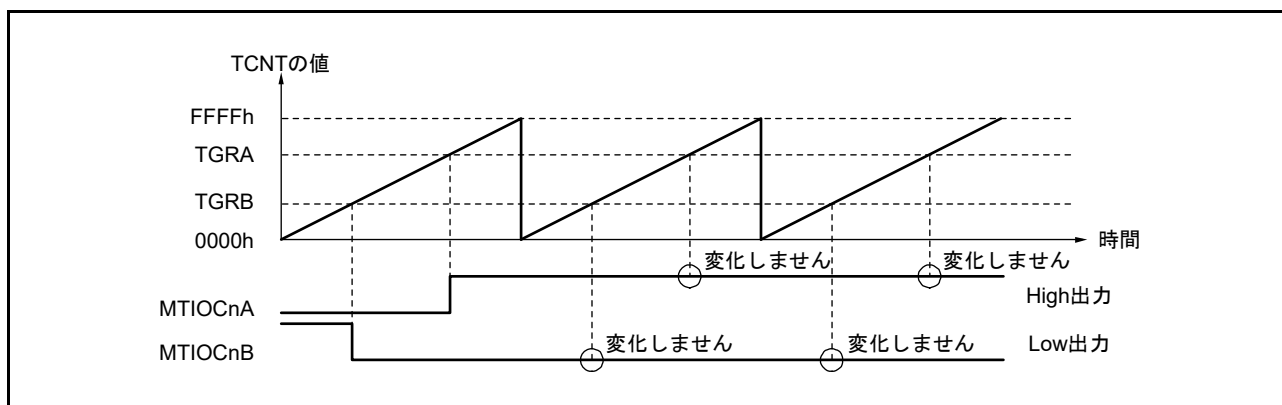 TCNTの値
FFFFh
TGRA
TGRB
0000h
時間
変化しません 変化しません
MTIOCnA
High出力
変化しません 変化しません
MTIOCnB
Low出力